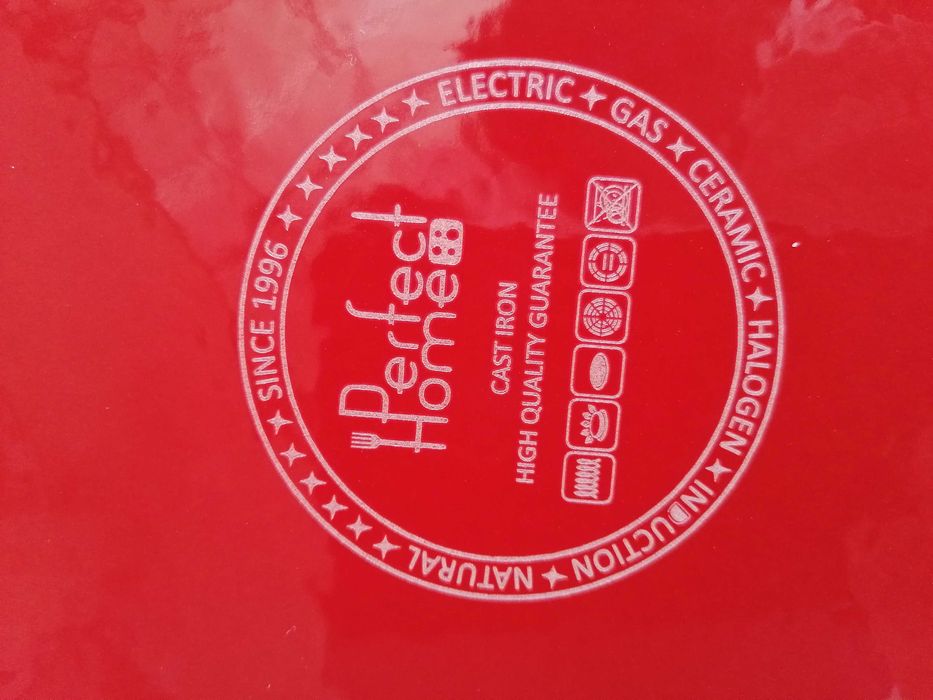 SINCE 1996 ELECTRIC GAS CERAMIC HALOGEN INDUCTION NATURAL
Perfect
Home
CAST IRON
HIGH QUALITY GUARANTEE